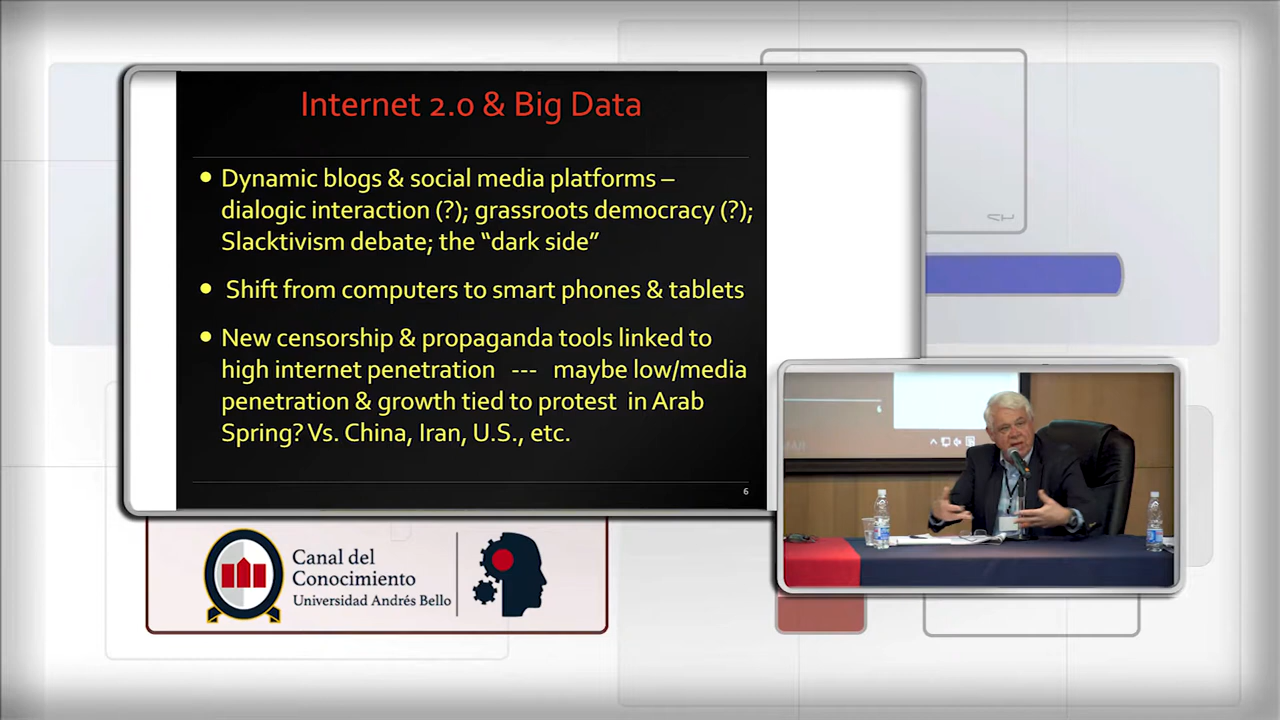 Internet 2.0 & Big Data
• Dynamic blogs & social media platforms –
dialogic interaction (?); grassroots democracy (?);
Slacktivism debate; the “dark side”
• Shift from computers to smart phones & tablets
• New censorship & propaganda tools linked to
high internet penetration --- maybe low/media
penetration & growth tied to protest in Arab
Spring? Vs. China, Iran, U.S., etc.
6
Canal del
Conocimiento
Universidad Andrés Bello